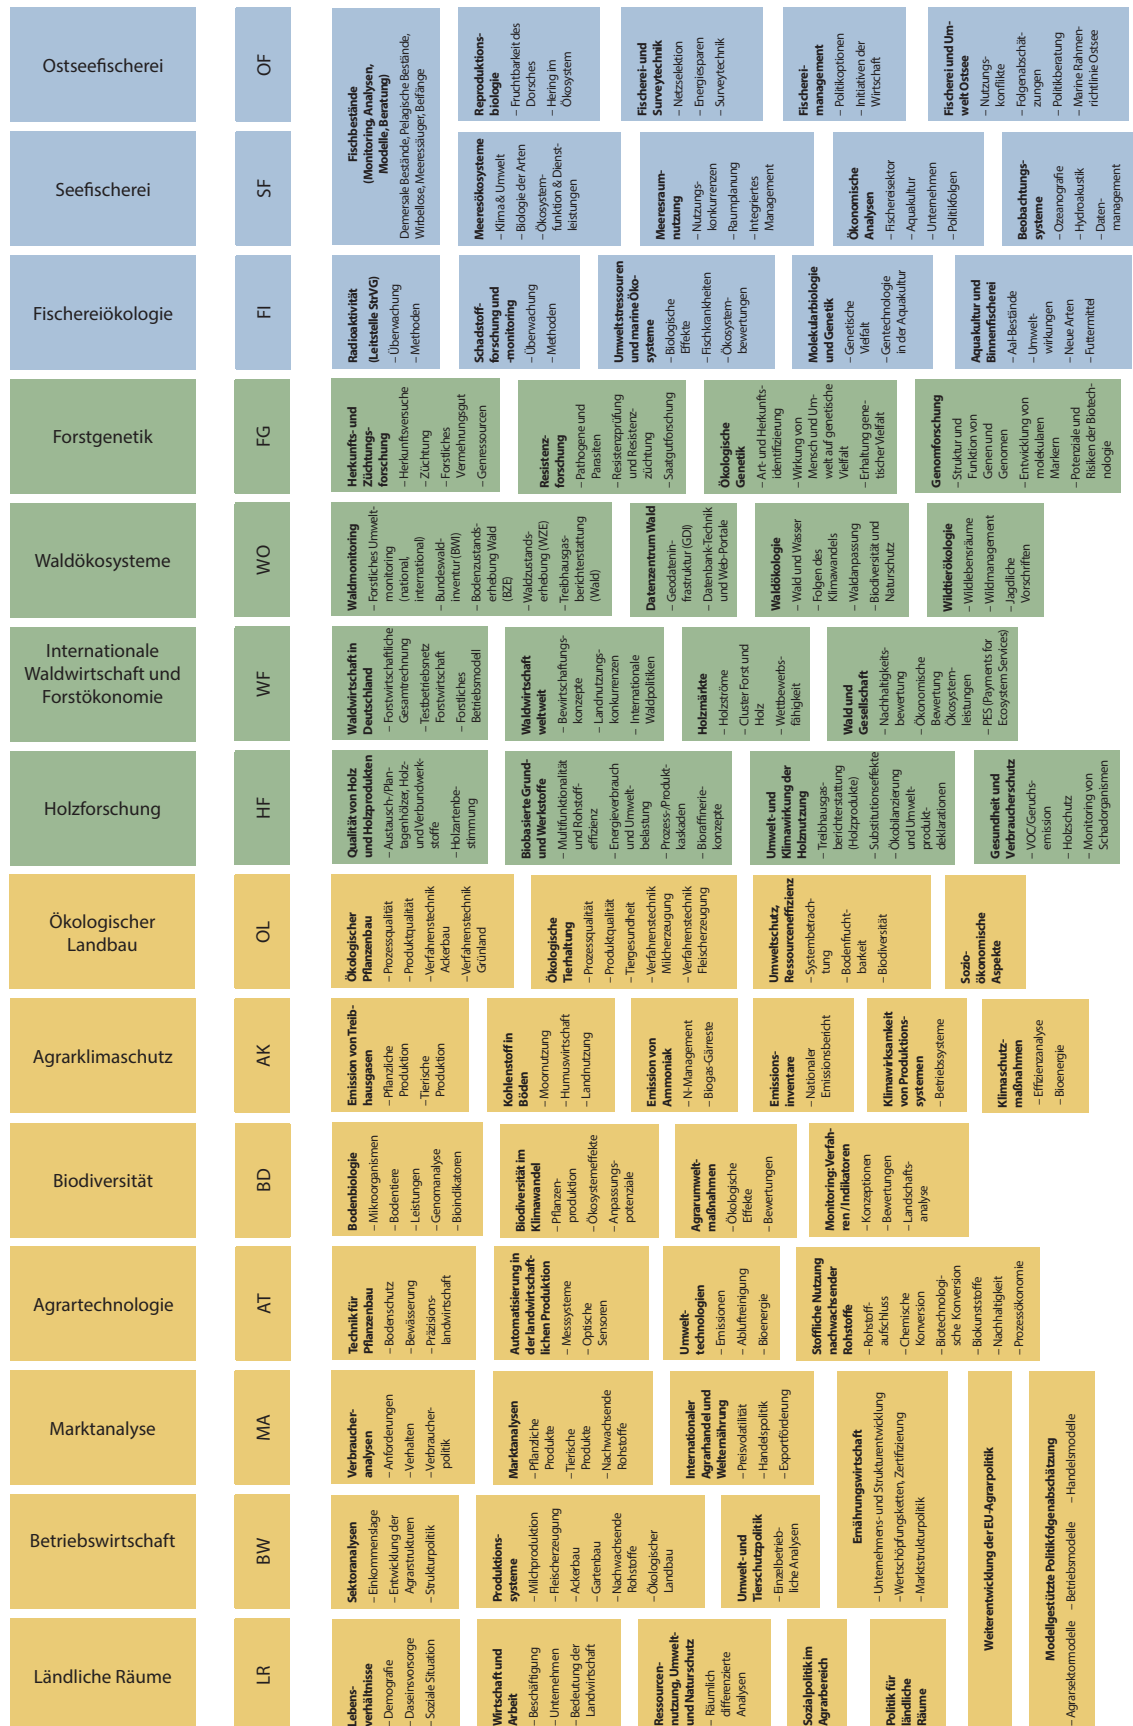 Ostseefischerei
OF
Fischbestände
(Monitoring, Analysen,
Modelle, Beratung)
Demersale Bestände, Pelagische Bestände,
Wirbellose, Meeressäuger, Beifänge
Reproduktions-
biologie
– Fruchtbarkeit des
Dorsches
– Hering im
Ökosystem
Fischerei- und
Surveytechnik
– Netzselektion
– Energiesparen
– Surveytechnik
Fischerei-
management
– Politikoptionen
– Initiativen der
Wirtschaft
Fischerei und Um-
welt Ostsee
– Nutzungs-
konflikte
– Folgenabschät-
zungen
– Politikberatung
– Marine Rahmen-
richtlinie Ostsee
Seefischerei
SF
Meeresökosysteme
– Klima & Umwelt
– Biologie der Arten
– Ökosystem-
funktion & Dienst-
leistungen
Meeresraum-
nutzung
– Nutzungs-
konkurrenzen
– Raumplanung
– Integriertes
Management
Ökonomische
Analysen
– Fischereisektor
– Aquakultur
– Unternehmen
– Politikfolgen
Beobachtungs-
systeme
– Ozeanografie
– Hydroakustik
– Daten-
management
Fischereiökologie
FI
Radioaktivität
(Leitstelle StrVG)
– Überwachung
– Methoden
Schadstoff-
forschung und
-monitoring
– Überwachung
– Methoden
Umweltstressouren
und marine Öko-
systeme
– Biologische
Effekte
– Fischkrankheiten
– Ökosystem-
bewertungen
Molekularbiologie
und Genetik
– Genetische
Vielfalt
– Gentechnologie
in der Aquakultur
Aquakultur und
Binnenfischerei
– Aal-Bestände
– Umwelt-
wirkungen
– Neue Arten
– Futtermittel
Forstgenetik
FG
Herkunfts- und
Züchtungs-
forschung
– Herkunftsversuche
– Züchtung
– Forstliches
Vermehrungsgut
– Genressourcen
Resistenz-
forschung
– Pathogene und
Parasiten
– Resistenzprüfung
und Resistenz-
züchtung
– Saatgutforschung
Ökologische
Genetik
– Art- und Herkunfts-
identifizierung
– Wirkung von
Mensch und Um-
welt auf genetische
Vielfalt
– Erhaltung gene-
tischer Vielfalt
Genomforschung
– Struktur und
Funktion von
Genen und
Genomen
– Entwicklung von
molekularen
Markern
– Potenziale und
Risiken der Biotech-
nologie
Waldökosysteme
WO
Waldmonitoring
– Forstliches Umwelt-
monitoring
(national,
international)
– Bundeswald-
inventur (BWI)
– Bodenzustands-
erhebung Wald
(BZE)
– Waldzustands-
erhebung (WZE)
– Treibhausgas-
berichterstattung
(Wald)
Datenzentrum Wald
– Geodatenin-
frastruktur (GDI)
– Datenbank-Technik
und Web-Portale
Waldökologie
– Wald und Wasser
– Folgen des
Klimawandels
– Waldanpassung
– Biodiversität und
Naturschutz
Wildtierökologie
– Wildlebensräume
– Wildmanagement
– Jagdliche
Vorschriften
Internationale
Waldwirtschaft und
Forstökonomie
WF
Waldwirtschaft in
Deutschland
– Forstwirtschaftliche
Gesamtrechnung
– Testbetriebsnetz
Forstwirtschaft
– Forstliches
Betriebsmodell
Waldwirtschaft
weltweit
– Bewirtschaftungs-
konzepte
– Landnutzungs-
konkurrenzen
– Internationale
Waldpolitiken
Holzmärkte
– Holzströme
– Cluster Forst und
Holz
– Wettbewerbs-
fähigkeit
Wald und
Gesellschaft
– Nachhaltigkeits-
bewertung
– Ökonomische
Bewertung
Ökosystem-
leistungen
– PES (Payments for
Ecosystem Services)
Holzforschung
HF
Qualität von Holz
und Holzprodukten
– Austausch-/Plan-
tagenhölzer, Holz-
und Verbundwerk-
stoffe
– Holzartenbe-
stimmung
Biobasierte Grund-
und Werkstoffe
– Multifunktionalität
und Rohstoff-
effizienz
– Energieverbrauch
und Umwelt-
belastung
– Prozess-/Produkt-
kaskaden
– Bioraffinerie-
konzepte
Umwelt- und
Klimawirkung der
Holznutzung
– Treibhausgas-
berichterstattung
(Holzprodukte)
– Substitutionseffekte
– Ökobilanzierung
und Umwelt-
produkt-
deklarationen
Gesundheit und
Verbraucherschutz
– VOC/Geruchs-
emission
– Holzschutz
– Monitoring von
Schadorganismen
Ökologischer
Landbau
OL
Ökologischer
Pflanzenbau
– Prozessqualität
– Produktqualität
– Verfahrenstechnik
Ackerbau
– Verfahrenstechnik
Grünland
Ökologische
Tierhaltung
– Prozessqualität
– Produktqualität
– Tiergesundheit
– Verfahrenstechnik
Milcherzeugung
– Verfahrenstechnik
Fleischerzeugung
Umweltschutz,
Ressourceneffizienz
– Systembetrach-
tung
– Bodenfrucht-
barkeit
– Biodiversität
Sozio-
ökonomische
Aspekte
Agrarklimaschutz
AK
Emission von Treib-
hausgasen
– Pflanzliche
Produktion
– Tierische
Produktion
Kohlenstoff in
Böden
– Moornutzung
– Humuswirtschaft
– Landnutzung
Emission von
Ammoniak
– N-Management
– Biogas-Gärreste
Emissions-
inventare
– Nationaler
Emissionsbericht
Klimawirksamkeit
von Produktions-
systemen
– Betriebssysteme
Klimaschutz-
maßnahmen
– Effizienzanalyse
– Bioenergie
Biodiversität
BD
Bodenbiologie
– Mikroorganismen
– Bodentiere
– Leistungen
– Genomanalyse
– Bioindikatoren
Biodiversität im
Klimawandel
– Pflanzen-
produktion
– Ökosystemeffekte
– Anpassungs-
potenziale
Agrarumwelt-
maßnahmen
– Ökologische
Effekte
– Bewertungen
Monitoring: Verfah-
ren / Indikatoren
– Konzeptionen
– Bewertungen
– Landschafts-
analyse
Agrartechnologie
AT
Technik für
Pflanzenbau
– Bodenschutz
– Bewässerung
– Präzisions-
landwirtschaft
Automatisierung in
der landwirtschaft-
lichen Produktion
– Messsysteme
– Optische
Sensoren
Umwelt-
technologien
– Emissionen
– Abluftreinigung
– Bioenergie
Stoffliche Nutzung
nachwachsender
Rohstoffe
– Rohstoff-
aufschluss
– Chemische
Konversion
– Biotechnologi-
sche Konversion
– Biokunststoffe
– Nachhaltigkeit
– Prozessökonomie
Marktanalyse
MA
Verbraucher-
analysen
– Anforderungen
– Verhalten
– Verbraucher-
politik
Marktanalysen
– Pflanzliche
Produkte
– Tierische
Produkte
– Nachwachsende
Rohstoffe
Internationaler
Agrarhandel und
Welternährung
– Preisvolatilität
– Handelspolitik
– Exportförderung
Ernährungswirtschaft
– Unternehmens- und Strukturentwicklung
– Wertschöpfungsketten, Zertifizierung
– Marktstrukturpolitik
Weiterentwicklung der EU-Agrarpolitik
Modellgestützte Politikfolgenabschätzung
– Agrarsektormodelle – Betriebsmodelle – Handelsmodelle
Betriebswirtschaft
BW
Sektoranalysen
– Einkommenslage
– Entwicklung der
Agrarstrukturen
– Strukturpolitik
Produktions-
systeme
– Milchproduktion
– Fleischerzeugung
– Ackerbau
– Gartenbau
– Nachwachsende
Rohstoffe
– Ökologischer
Landbau
Umwelt- und
Tierschutzpolitik
– Einzelbetrieb-
liche Analysen
Ländliche Räume
LR
Lebens-
verhältnisse
– Demografie
– Daseinsvorsorge
– Soziale Situation
Wirtschaft und
Arbeit
– Beschäftigung
– Unternehmen
– Bedeutung der
Landwirtschaft
Ressourcen-
nutzung, Umwelt-
und Naturschutz
– Räumlich
differenzierte
Analysen
Sozialpolitik im
Agrarbereich
Politik für
ländliche
Räume